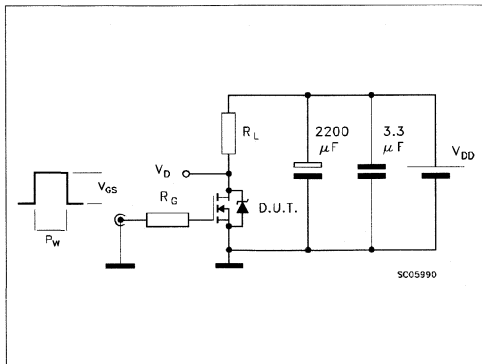 R_L
2200
µF
3.3
µF
V_DD
V_D
V_GS
R_G
D.U.T.
P_W
SC05990